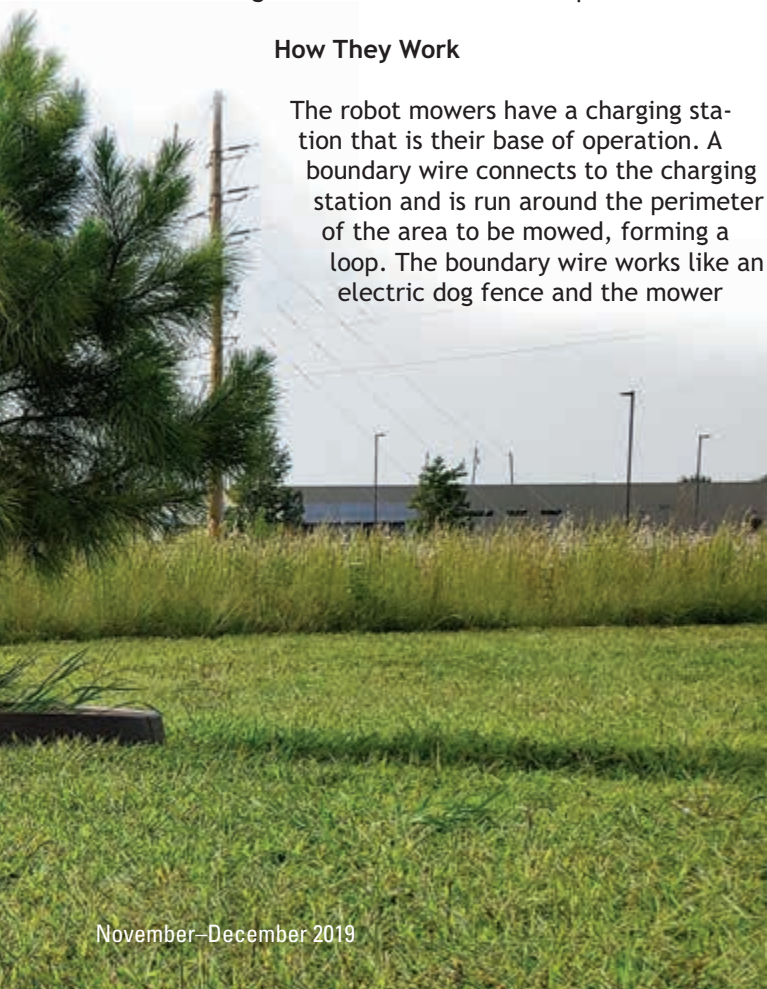 How They Work
The robot mowers have a charging sta-
tion that is their base of operation. A
boundary wire connects to the charging
station and is run around the perimeter
of the area to be mowed, forming a
loop. The boundary wire works like an
electric dog fence and the mower
November–December 2019